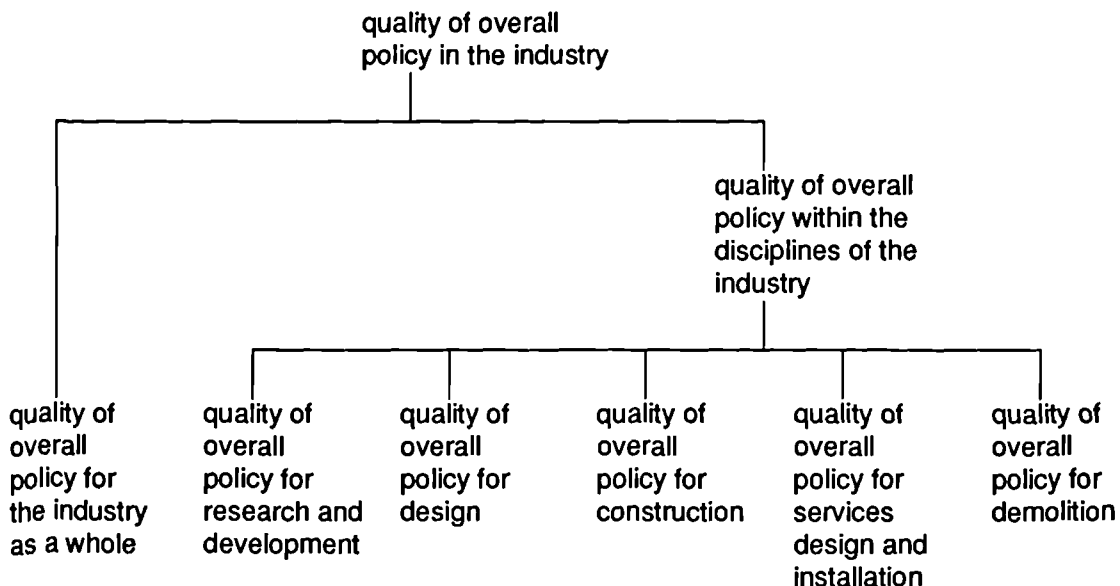 quality of overall
policy in the industry
quality of overall
policy within the
disciplines of the
industry
quality of
overall
policy for
the industry
as a whole
quality of
overall
policy for
research and
development
quality of
overall
policy for
design
quality of
overall
policy for
construction
quality of
overall
policy for
services
design and
installation
quality of
overall
policy for
demolition